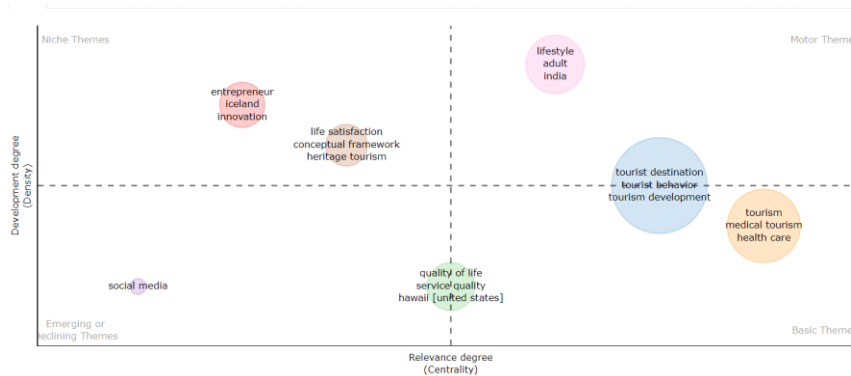 Niche Themes
Motor Theme
lifestyle
adult
india
entrepreneur
iceland
innovation
life satisfaction
conceptual framework
heritage tourism
tourist destination
tourist behavior
tourism development
tourism
medical tourism
health care
quality of life
service quality
hawaii [united states]
social media
Emerging or
Declining Themes
Basic Theme
Development degree
(Density)
Relevance degree
(Centrality)